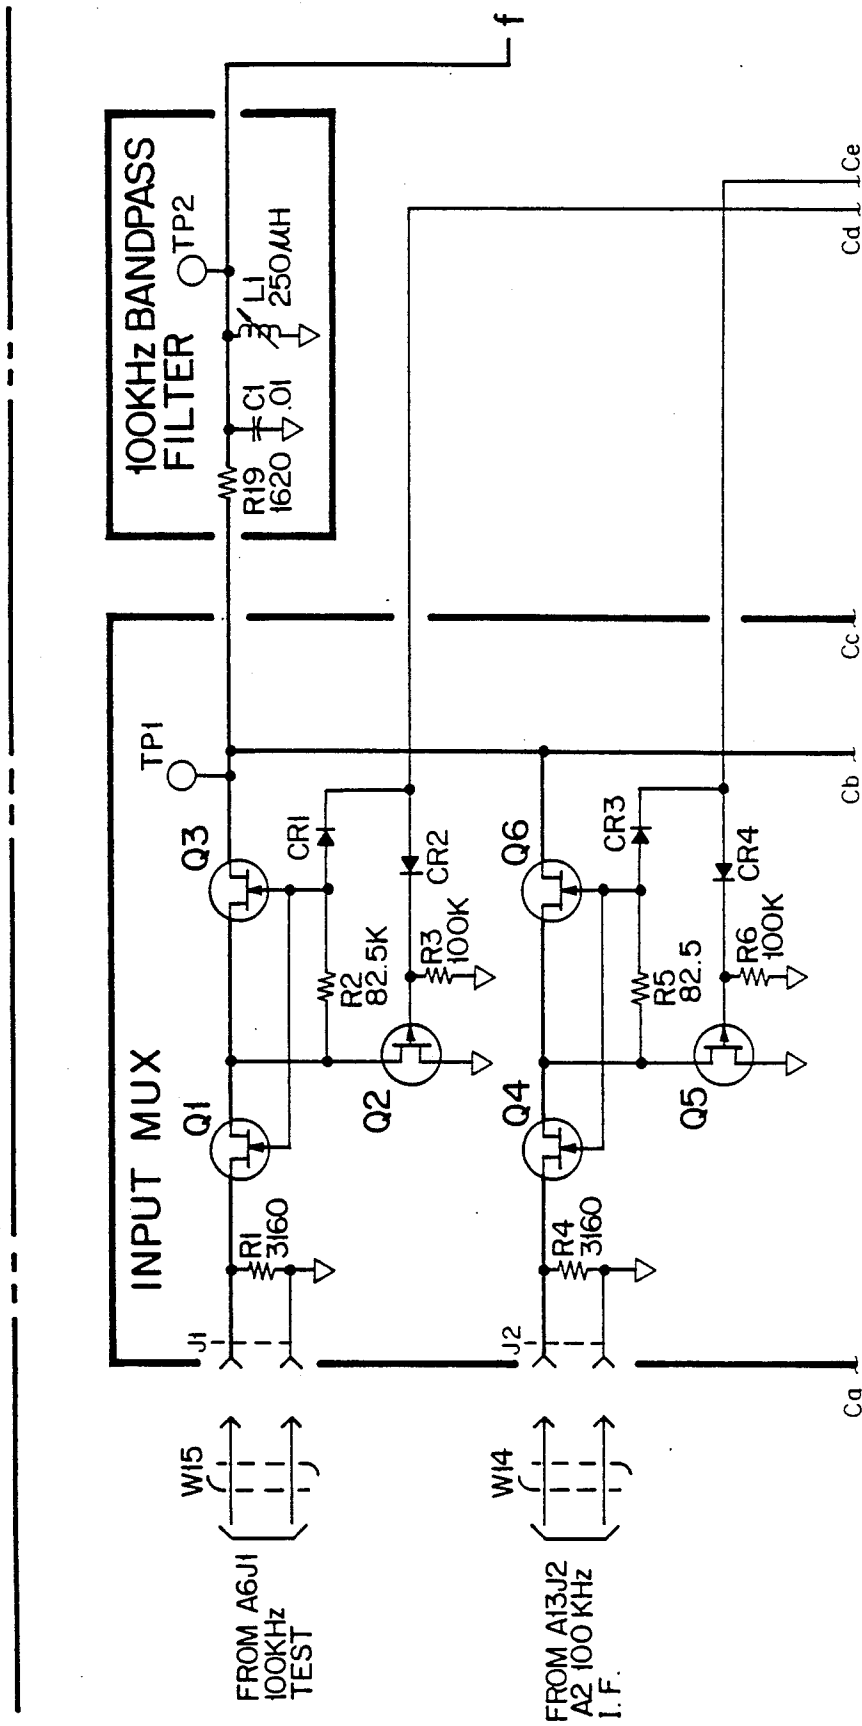 INPUT MUX
100KHz BANDPASS
FILTER
TP2
TP1
f
R19
1620
C1
.01
L1
250μH
Q1
Q3
CR1
R2
82.5K
CR2
R3
100K
Q2
R1
3160
J1
W15
FROM A6J1
100KHz
TEST
Q4
Q6
CR3
R5
82.5
CR4
R6
100K
Q5
R4
3160
J2
W14
FROM A13J2
A2 100 KHz
I.F.
Ca
Cb
Cc
Cd
Ce